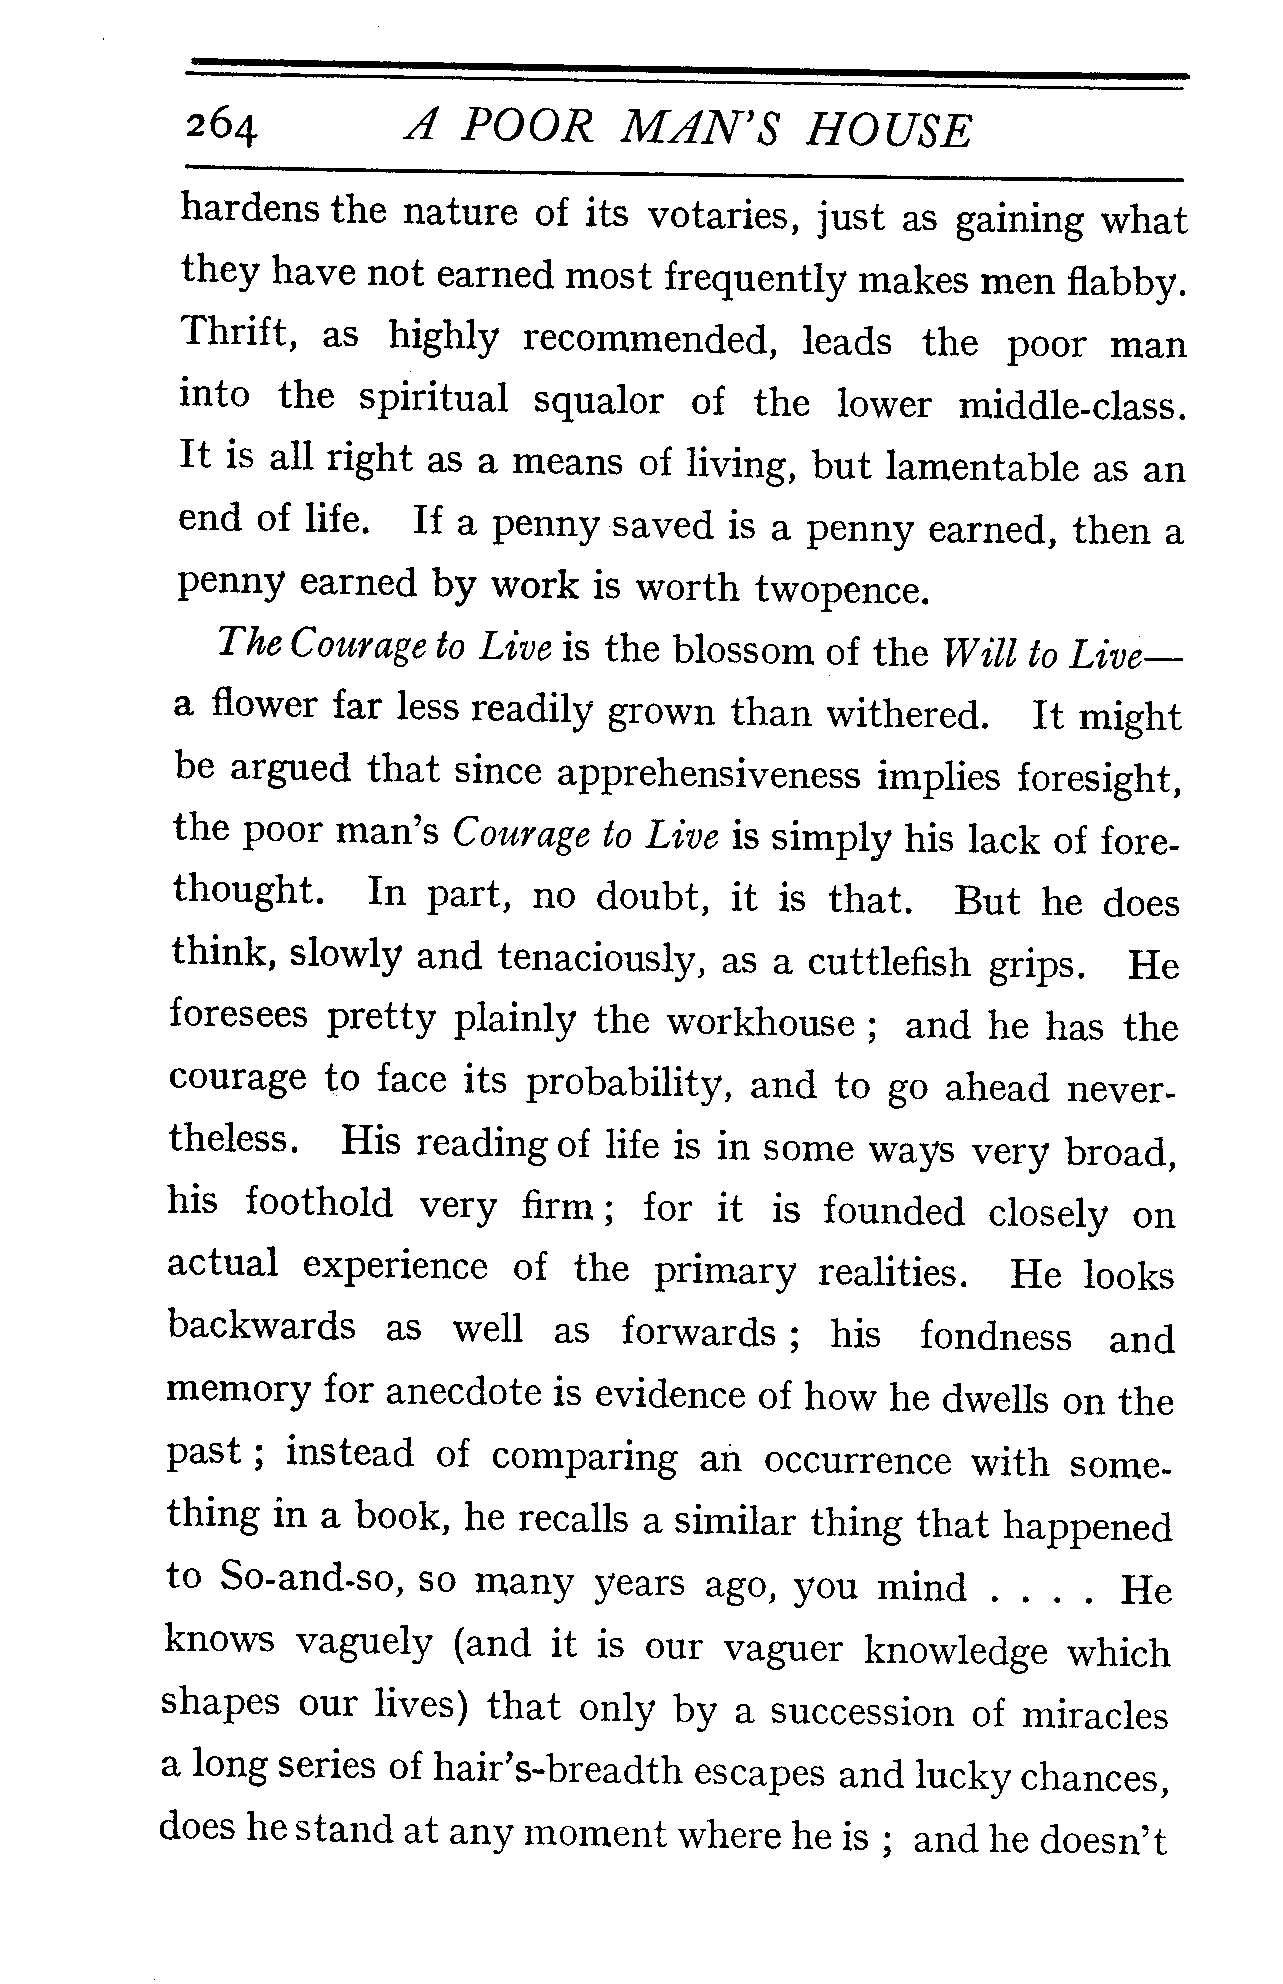 264 A POOR MAN'S HOUSE
hardens the nature of its votaries, just as gaining what
they have not earned most frequently makes men flabby.
Thrift, as highly recommended, leads the poor man
into the spiritual squalor of the lower middle-class.
It is all right as a means of living, but lamentable as an
end of life. If a penny saved is a penny earned, then a
penny earned by work is worth twopence.
The Courage to Live is the blossom of the Will to Live—
a flower far less readily grown than withered. It might
be argued that since apprehensiveness implies foresight,
the poor man's Courage to Live is simply his lack of fore-
thought. In part, no doubt, it is that. But he does
think, slowly and tenaciously, as a cuttlefish grips. He
foresees pretty plainly the workhouse ; and he has the
courage to face its probability, and to go ahead never-
theless. His reading of life is in some ways very broad,
his foothold very firm ; for it is founded closely on
actual experience of the primary realities. He looks
backwards as well as forwards ; his fondness and
memory for anecdote is evidence of how he dwells on the
past ; instead of comparing an occurrence with some-
thing in a book, he recalls a similar thing that happened
to So-and-so, so many years ago, you mind . . . . He
knows vaguely (and it is our vaguer knowledge which
shapes our lives) that only by a succession of miracles
a long series of hair's-breadth escapes and lucky chances,
does he stand at any moment where he is ; and he doesn't